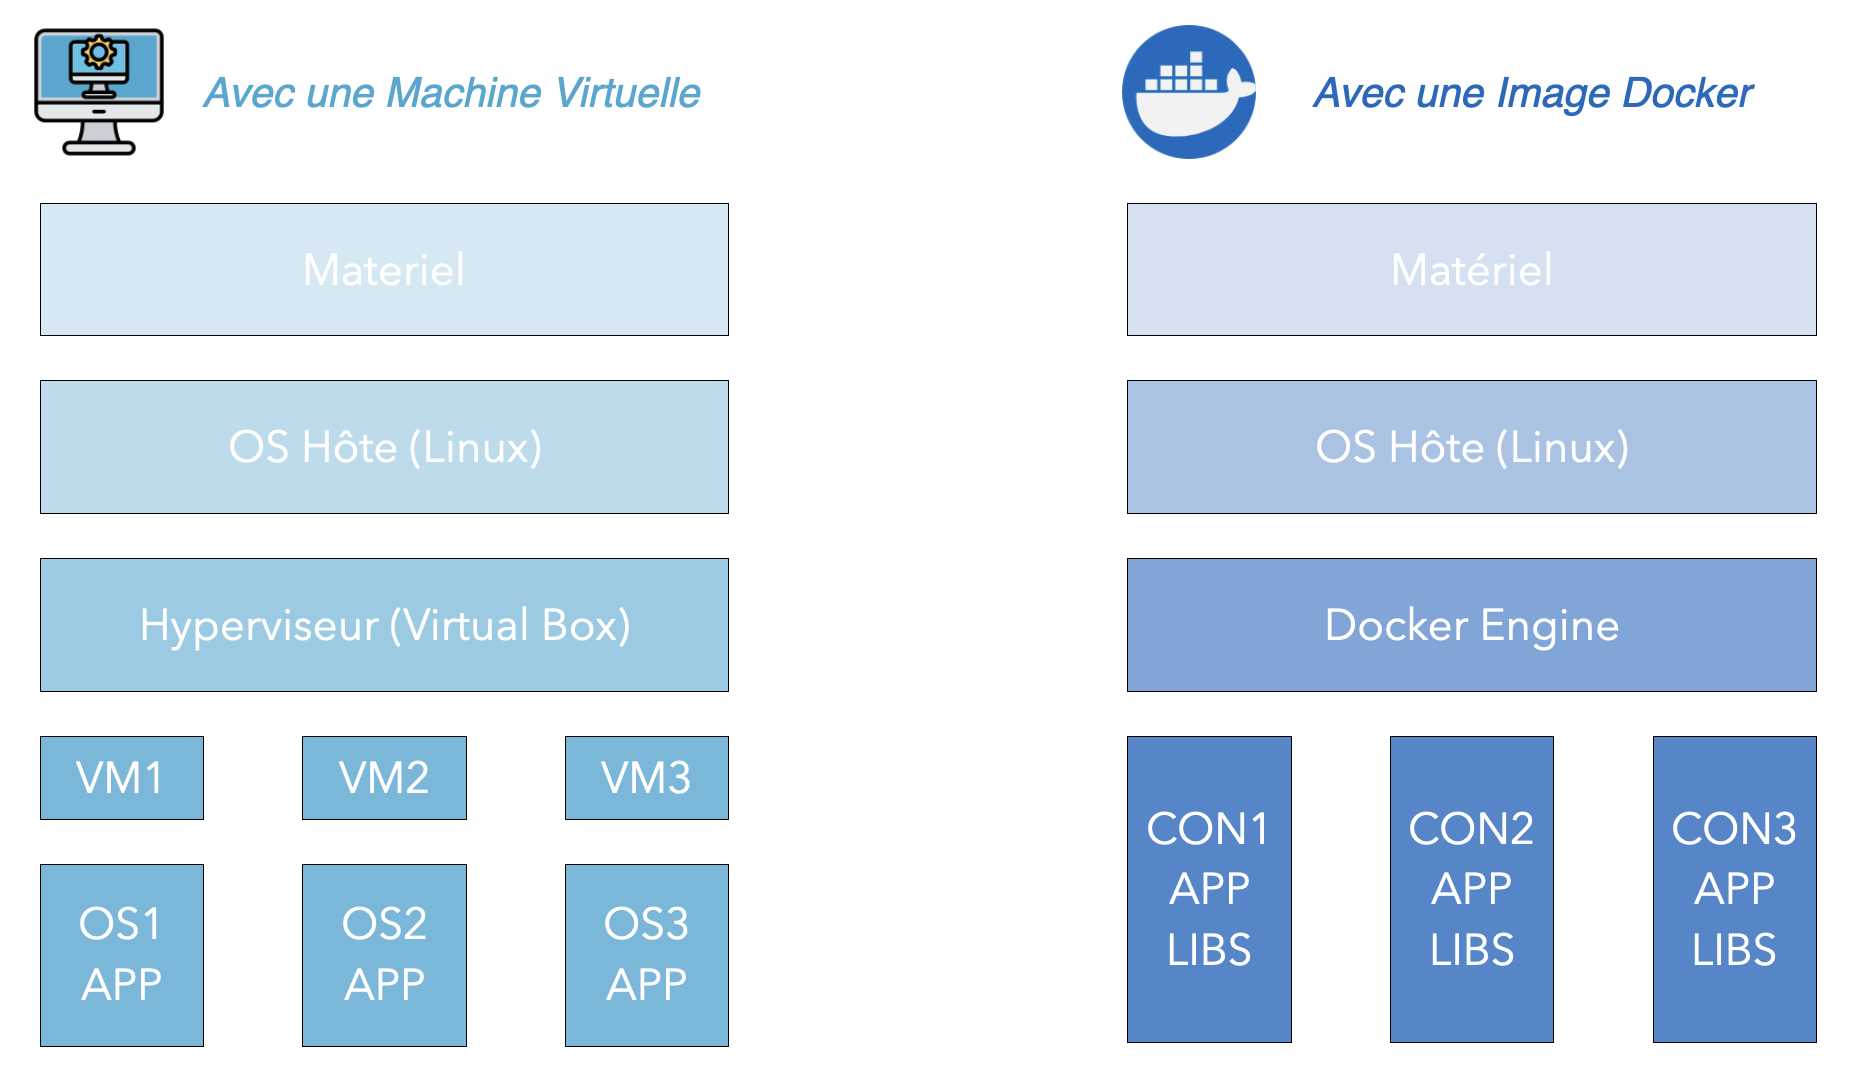 Avec une Machine Virtuelle
Materiel
OS Hôte (Linux)
Hyperviseur (Virtual Box)
VM1
VM2
VM3
OS1
APP
OS2
APP
OS3
APP
Avec une Image Docker
Matériel
OS Hôte (Linux)
Docker Engine
CON1
APP
LIBS
CON2
APP
LIBS
CON3
APP
LIBS